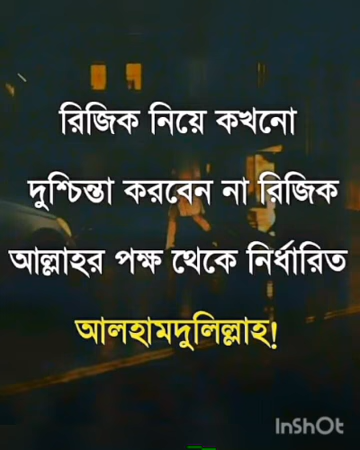 রিজিক নিয়ে কখনো
দুশ্চিন্তা করবেন না রিজিক
আল্লাহর পক্ষ থেকে নির্ধারিত
আলহামদুলিল্লাহ!
InShOt